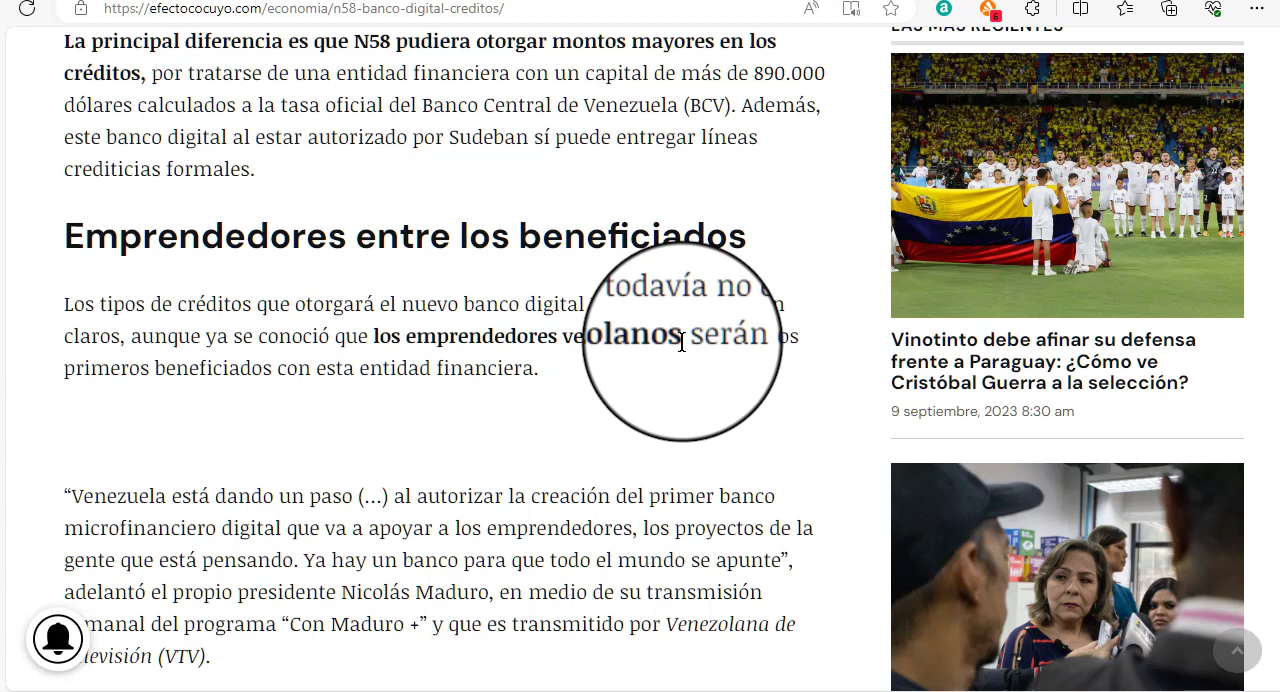 https://efectococuyo.com/economia/n58-banco-digital-creditos/
6
La principal diferencia es que N58 pudiera otorgar montos mayores en los
créditos, por tratarse de una entidad financiera con un capital de más de 890.000
dólares calculados a la tasa oficial del Banco Central de Venezuela (BCV). Además,
este banco digital al estar autorizado por Sudeban sí puede entregar líneas
crediticias formales.
Emprendedores entre los beneficiados
Los tipos de créditos que otorgará el nuevo banco digital todavía no
claros, aunque ya se conoció que los emprendedores ve olanos serán
primeros beneficiados con esta entidad financiera.
“Venezuela está dando un paso (...) al autorizar la creación del primer banco
microfinanciero digital que va a apoyar a los emprendedores, los proyectos de la
gente que está pensando. Ya hay un banco para que todo el mundo se apunte”,
adelantó el propio presidente Nicolás Maduro, en medio de su transmisión
manal del programa “Con Maduro +” y que es transmitido por Venezolana de
levisión (VTV).
LAS MÁS RECIENTES
Vinotinto debe afinar su defensa
frente a Paraguay: ¿Cómo ve
Cristóbal Guerra a la selección?
9 septiembre, 2023 8:30 am